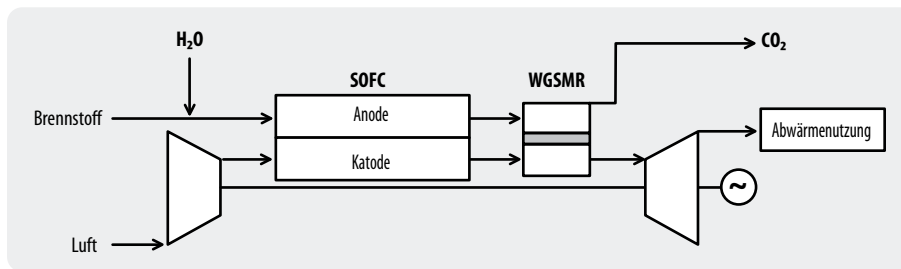 H₂O
CO₂
SOFC
WGSMR
Brennstoff
Anode
Abwärmenutzung
Katode
~
Luft